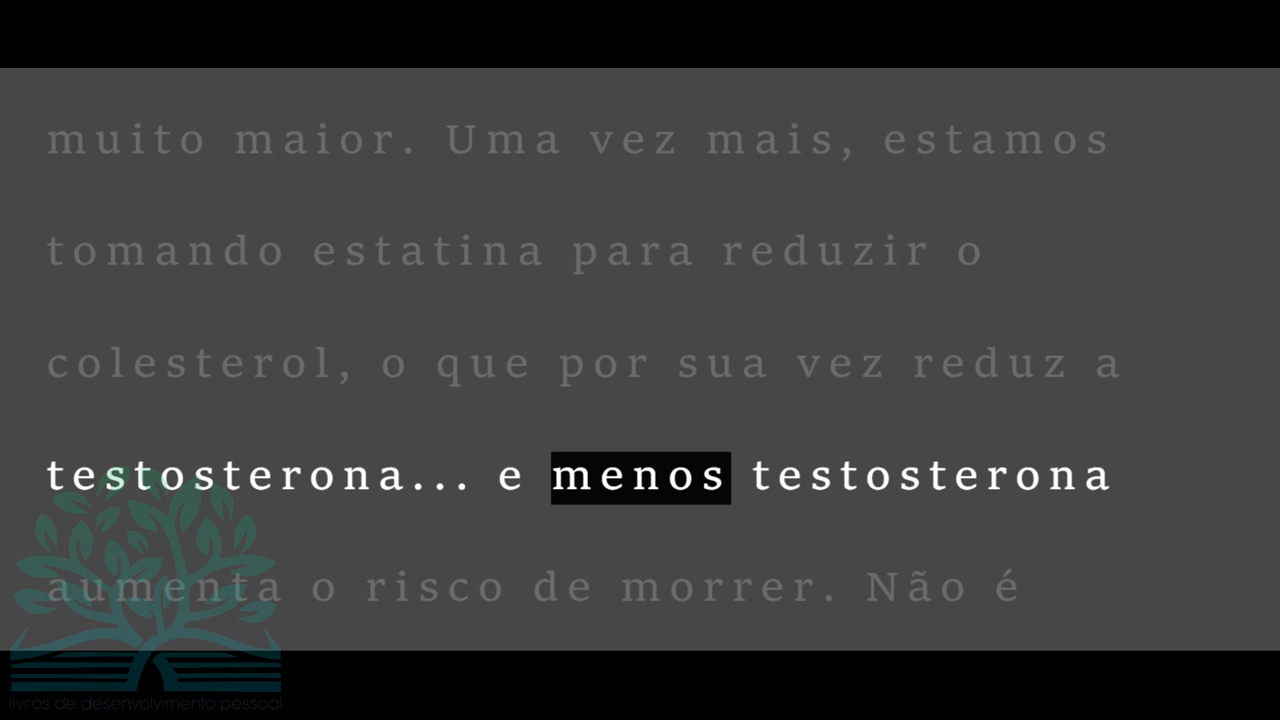 muito maior. Uma vez mais, estamos
tomando estatina para reduzir o
colesterol, o que por sua vez reduz a
testosterona... e menos testosterona
aumenta o risco de morrer. Não é
livros de desenvolvimento pessoal